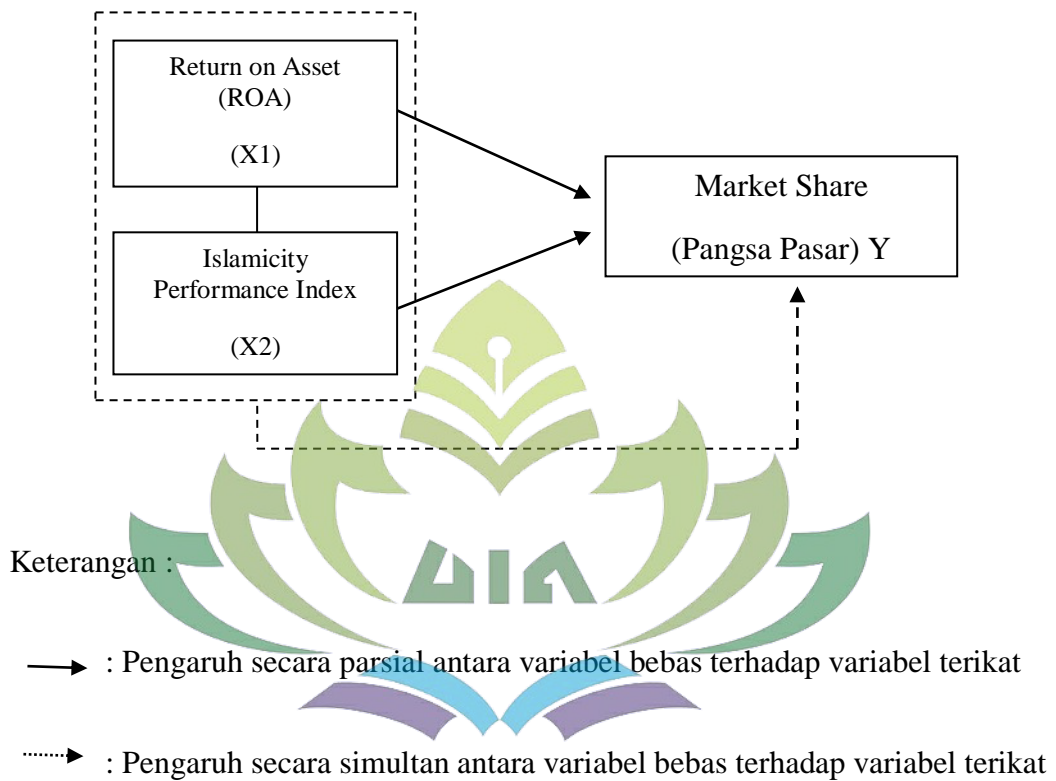 Return on Asset
(ROA)
(X1)
Market Share
(Pangsa Pasar) Y
Islamicity
Performance Index
(X2)
UIN
Keterangan :
: Pengaruh secara parsial antara variabel bebas terhadap variabel terikat
: Pengaruh secara simultan antara variabel bebas terhadap variabel terikat